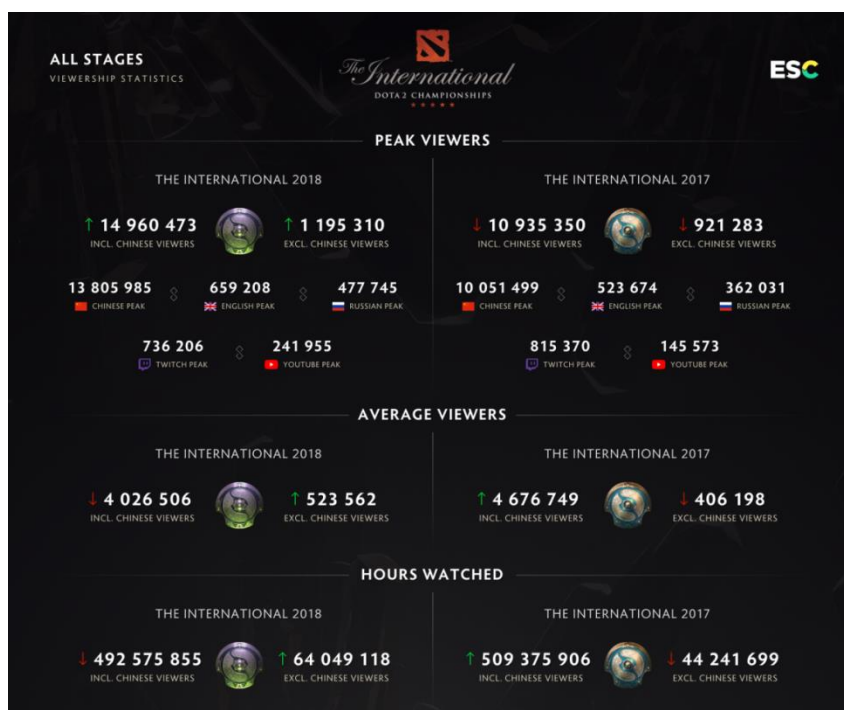 ALL STAGES
VIEWERSHIP STATISTICS
The International
DOTA 2 CHAMPIONSHIPS
ESC
PEAK VIEWERS
THE INTERNATIONAL 2018
↑ 14 960 473
INCL. CHINESE VIEWERS
↑ 1 195 310
EXCL. CHINESE VIEWERS
13 805 985
CHINESE PEAK
659 208
ENGLISH PEAK
477 745
RUSSIAN PEAK
736 206
TWITCH PEAK
241 955
YOUTUBE PEAK
THE INTERNATIONAL 2017
↓ 10 935 350
INCL. CHINESE VIEWERS
↓ 921 283
EXCL. CHINESE VIEWERS
10 051 499
CHINESE PEAK
523 674
ENGLISH PEAK
362 031
RUSSIAN PEAK
815 370
TWITCH PEAK
145 573
YOUTUBE PEAK
AVERAGE VIEWERS
THE INTERNATIONAL 2018
↓ 4 026 506
INCL. CHINESE VIEWERS
↑ 523 562
EXCL. CHINESE VIEWERS
THE INTERNATIONAL 2017
↑ 4 676 749
INCL. CHINESE VIEWERS
↓ 406 198
EXCL. CHINESE VIEWERS
HOURS WATCHED
THE INTERNATIONAL 2018
↓ 492 575 855
INCL. CHINESE VIEWERS
↑ 64 049 118
EXCL. CHINESE VIEWERS
THE INTERNATIONAL 2017
↑ 509 375 906
INCL. CHINESE VIEWERS
↓ 44 241 699
EXCL. CHINESE VIEWERS